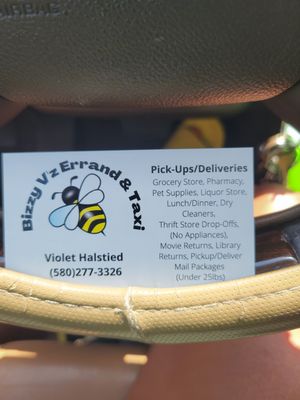 AIRBAG
Bizzy V'z Errand & Taxi
Violet Halstied
(580)277-3326
Pick-Ups/Deliveries
Grocery Store, Pharmacy,
Pet Supplies, Liquor Store,
Lunch/Dinner, Dry
Cleaners,
Thrift Store Drop-Offs,
(No Appliances),
Movie Returns, Library
Returns, Pickup/Deliver
Mail Packages
(Under 25lbs)